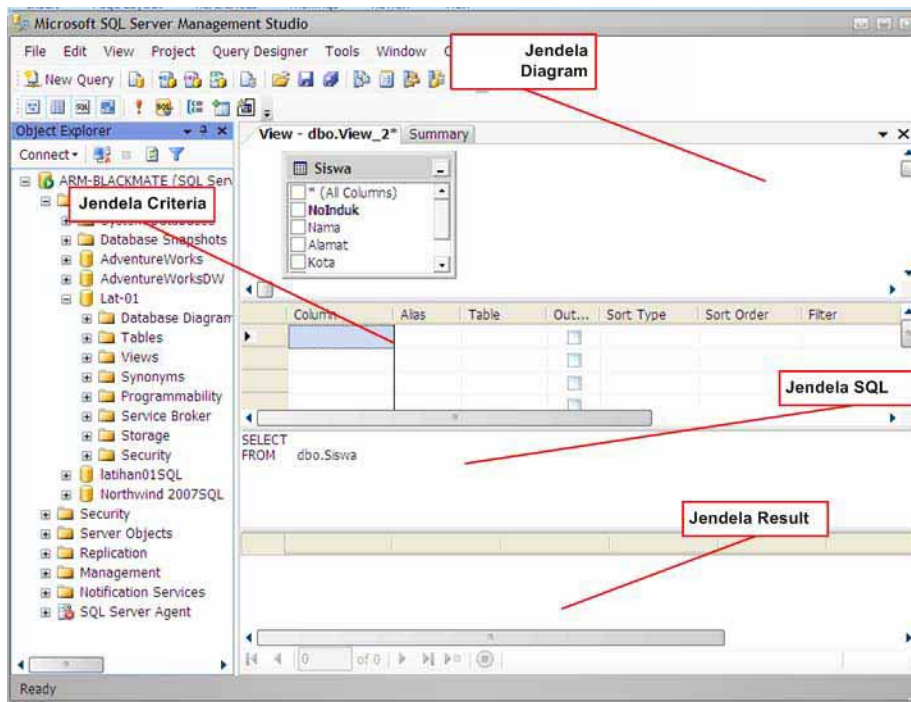 Microsoft SQL Server Management Studio
File Edit View Project Query Designer Tools Window
Jendela
Diagram
New Query
Object Explorer
View - dbo.View_2* Summary
Connect
Siswa
* (All Columns)
NoInduk
Nama
Alamat
Kota
ARM-BLACKMATE (SQL Serv
Jendela Criteria
System Databases
Database Snapshots
AdventureWorks
AdventureWorksDW
Lat-01
Database Diagram
Tables
Views
Synonyms
Programmability
Service Broker
Storage
Security
latihan01SQL
Northwind 2007SQL
Security
Server Objects
Replication
Management
Notification Services
SQL Server Agent
Column Alias Table Out... Sort Type Sort Order Filter
Jendela SQL
SELECT
FROM dbo.Siswa
Jendela Result
0 of 0
Ready